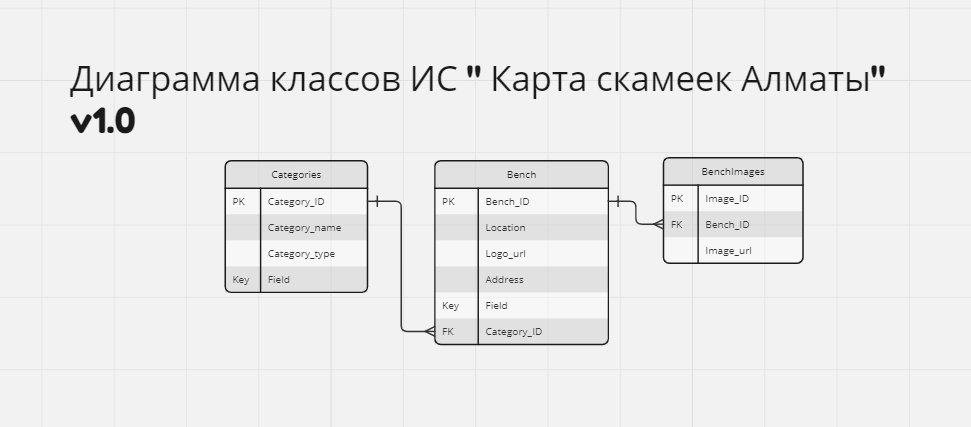 Диаграмма классов ИС " Карта скамеек Алматы"
v1.0
Categories
PK Category_ID
Category_name
Category_type
Key Field
Bench
PK Bench_ID
Location
Logo_url
Address
Key Field
FK Category_ID
BenchImages
PK Image_ID
FK Bench_ID
Image_url